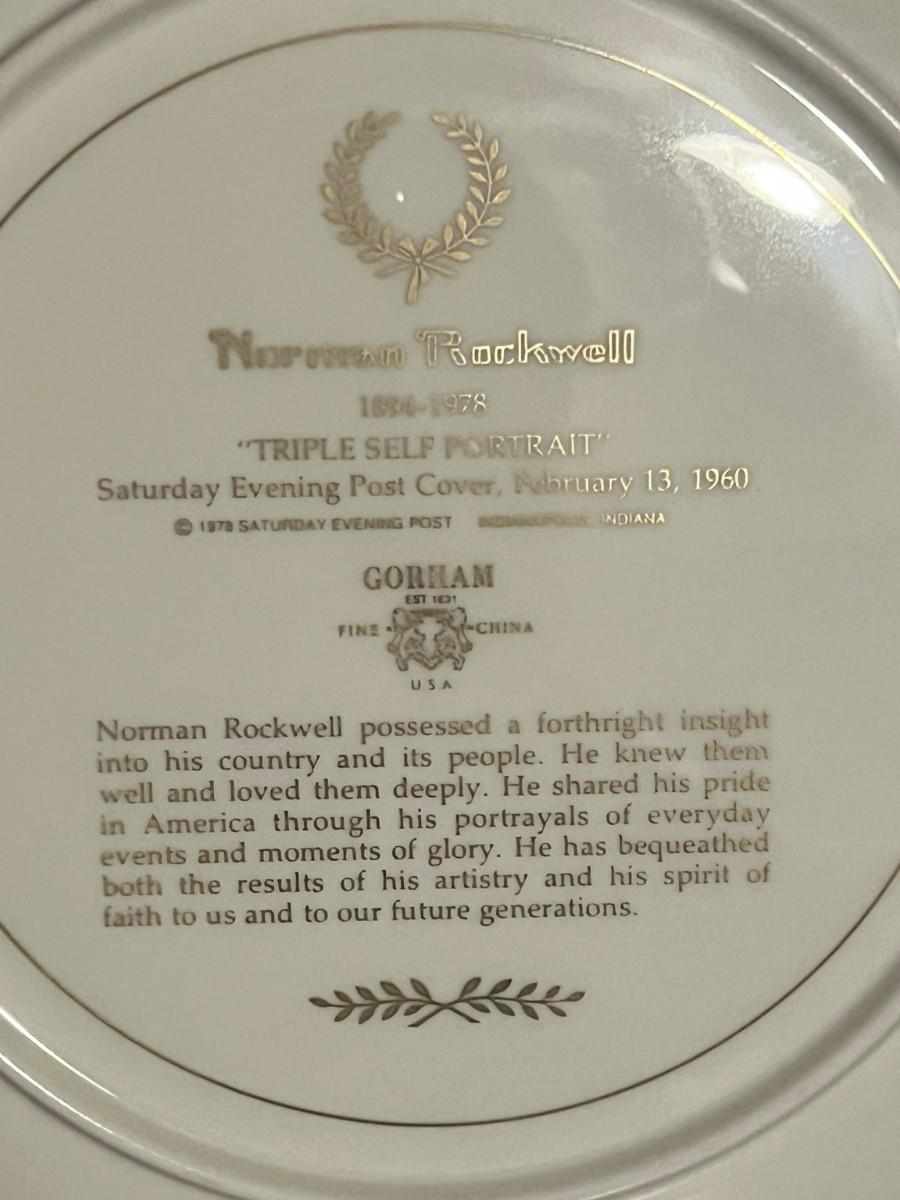 Norman Rockwell
1894-1978
"TRIPLE SELF PORTRAIT"
Saturday Evening Post Cover, February 13, 1960
© 1978 SATURDAY EVENING POST INDIANAPOLIS, INDIANA
GORHAM
EST 1831
FINE CHINA
USA
Norman Rockwell possessed a forthright insight
into his country and its people. He knew them
well and loved them deeply. He shared his pride
in America through his portrayals of everyday
events and moments of glory. He has bequeathed
both the results of his artistry and his spirit of
faith to us and to our future generations.